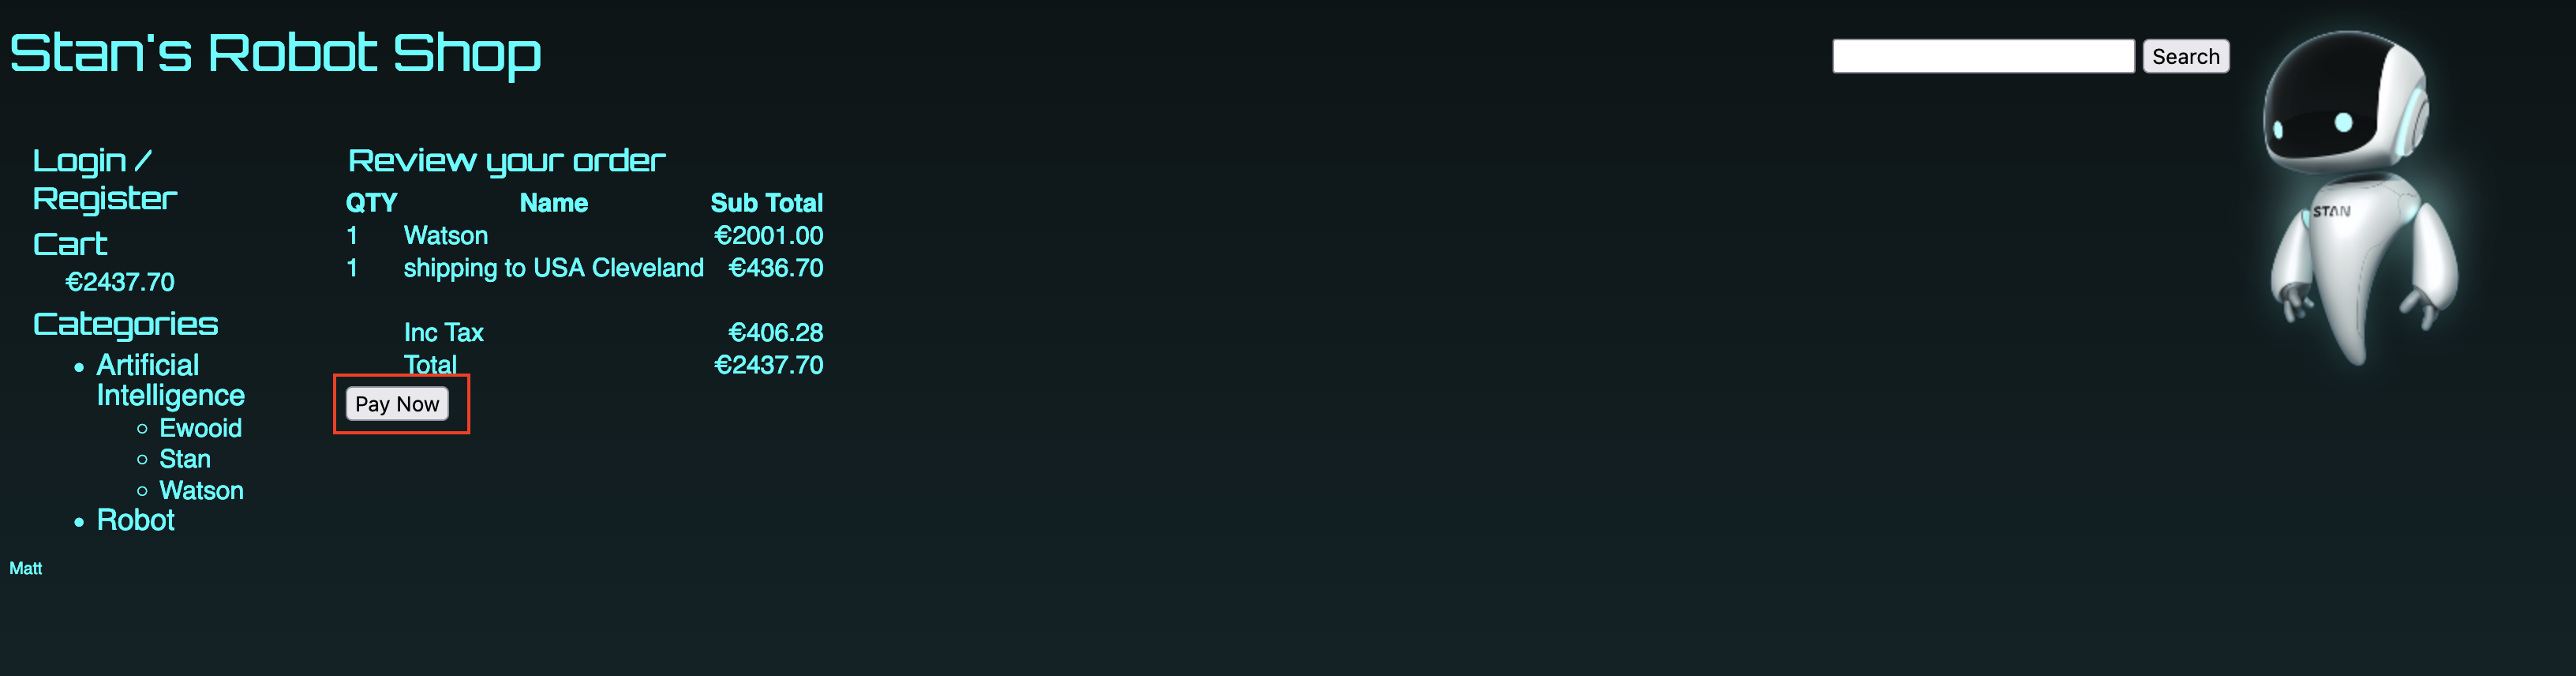 Stan's Robot Shop
Search
STAN
Login /
Register
Cart
€2437.70
Categories
Artificial
Intelligence
Ewooid
Stan
Watson
Robot
Review your order
QTY Name Sub Total
1 Watson €2001.00
1 shipping to USA Cleveland €436.70
Inc Tax €406.28
Total €2437.70
Pay Now
Matt